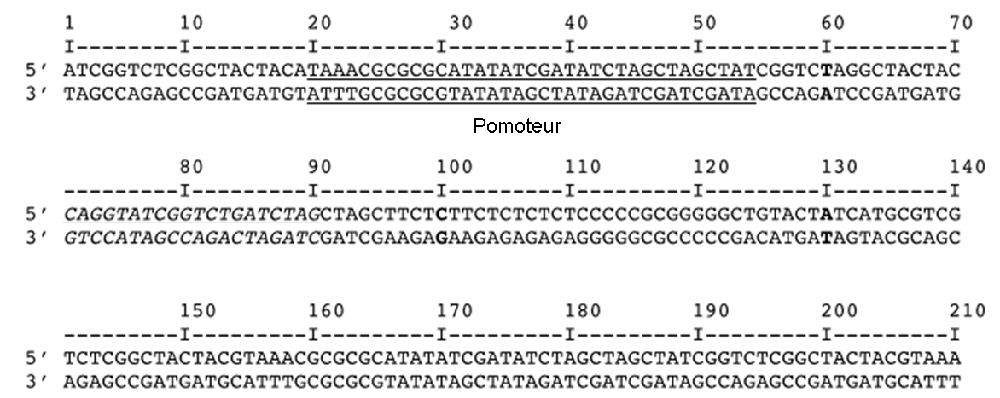 1 10 20 30 40 50 60 70
I--------I---------I---------I---------I---------I---------I---------I
5′ ATCGGTCTCGGCTACTACATAAACGCGCGCATATATCGATATCTAGCTAGCTATCGGTCTAGGCTACTAC
3′ TAGCCAGAGCCGATGATGTATTTGCGCGCGTATATAGCTATAGATCGATCGATAGCCAGATCCGATGATG
Pomoteur
80 90 100 110 120 130 140
---------I---------I---------I---------I---------I---------I---------I
5′ CAGGTATCGGTCTGATCTAGCTAGCTTCTCTTCTCTCTCTCCCCCGCGGGGGCTGTACTATCATGCGTCG
3′ GTCCATAGCCAGACTAGATCGATCGAAGAGAAGAGAGAGAGGGGGCGCCCCCGACATGATAGTACGCAGC
150 160 170 180 190 200 210
---------I---------I---------I---------I---------I---------I---------I
5′ TCTCGGCTACTACGTAAACGCGCGCATATATCGATATCTAGCTAGCTATCGGTCTCGGCTACTACGTAAA
3′ AGAGCCGATGATGCATTTGCGCGCGTATATAGCTATAGATCGATCGATAGCCAGAGCCGATGATGCATTT